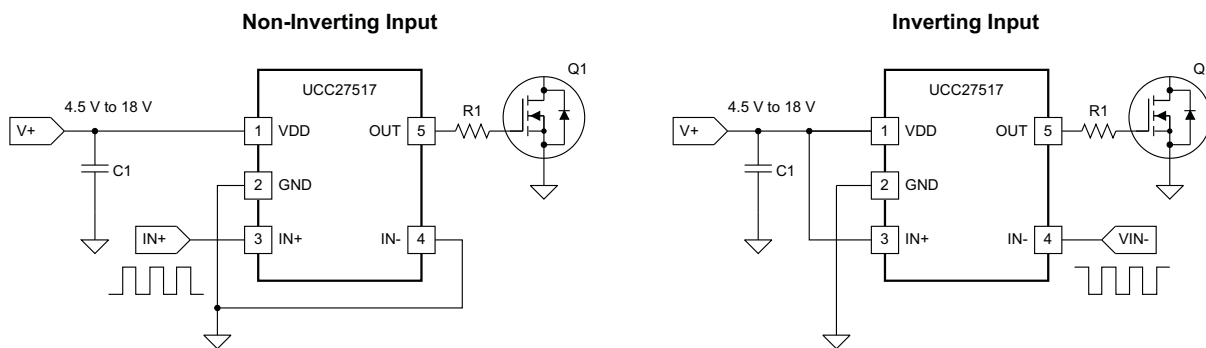 Non-Inverting Input
Q1
UCC27517
4.5 V to 18 V
R1
V+
1
VDD
OUT
5
C1
2
GND
IN+
3
IN+
IN-
4
Inverting Input
Q
UCC27517
4.5 V to 18 V
R1
V+
1
VDD
OUT
5
C1
2
GND
3
IN+
IN-
4
VIN-